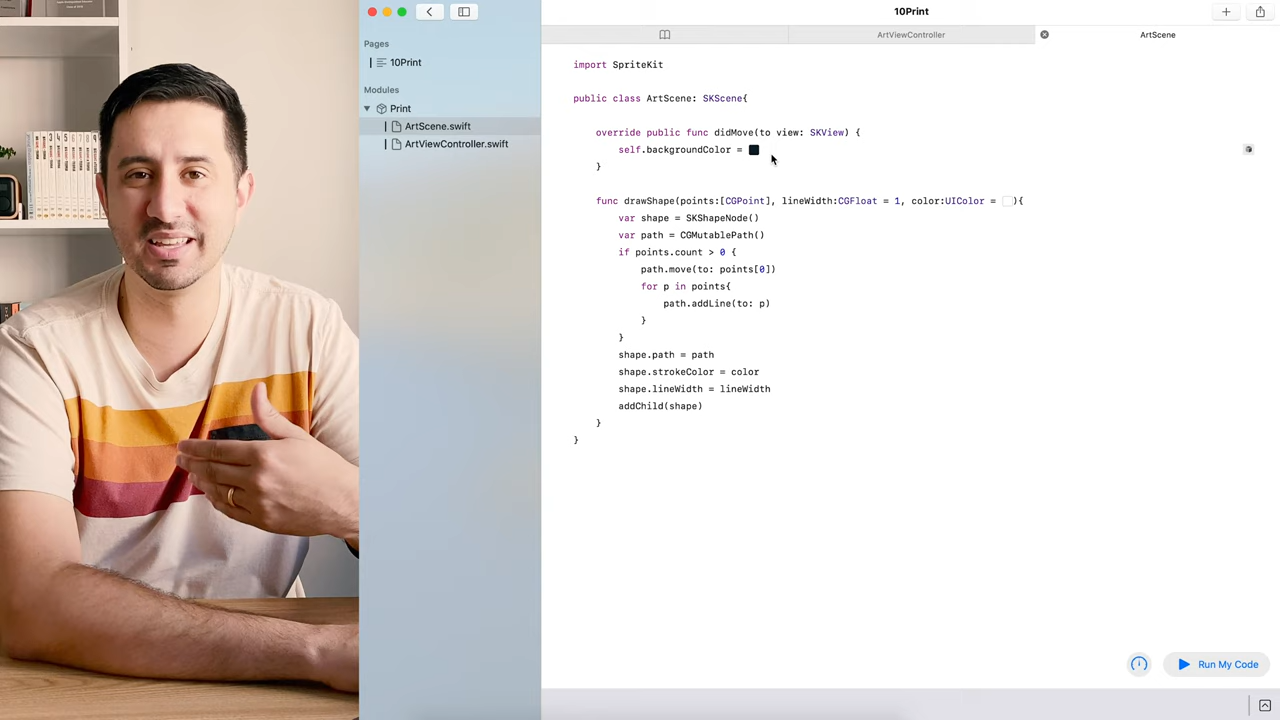 10Print
ArtViewController
ArtScene
Pages
10Print
Modules
Print
ArtScene.swift
ArtViewController.swift
import SpriteKit
public class ArtScene: SKScene{
override public func didMove(to view: SKView) {
self.backgroundColor =
}
func drawShape(points:[CGPoint], lineWidth:CGFloat = 1, color:UIColor = ){
var shape = SKShapeNode()
var path = CGMutablePath()
if points.count > 0 {
path.move(to: points[0])
for p in points{
path.addLine(to: p)
}
}
shape.path = path
shape.strokeColor = color
shape.lineWidth = lineWidth
addChild(shape)
}
}
Run My Code